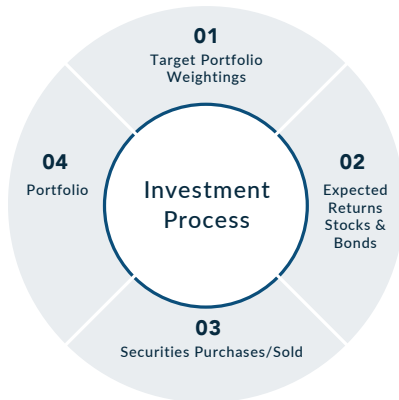 01
Target Portfolio
Weightings
04
Portfolio
Investment
Process
02
Expected
Returns
Stocks &
Bonds
03
Securities Purchases/Sold